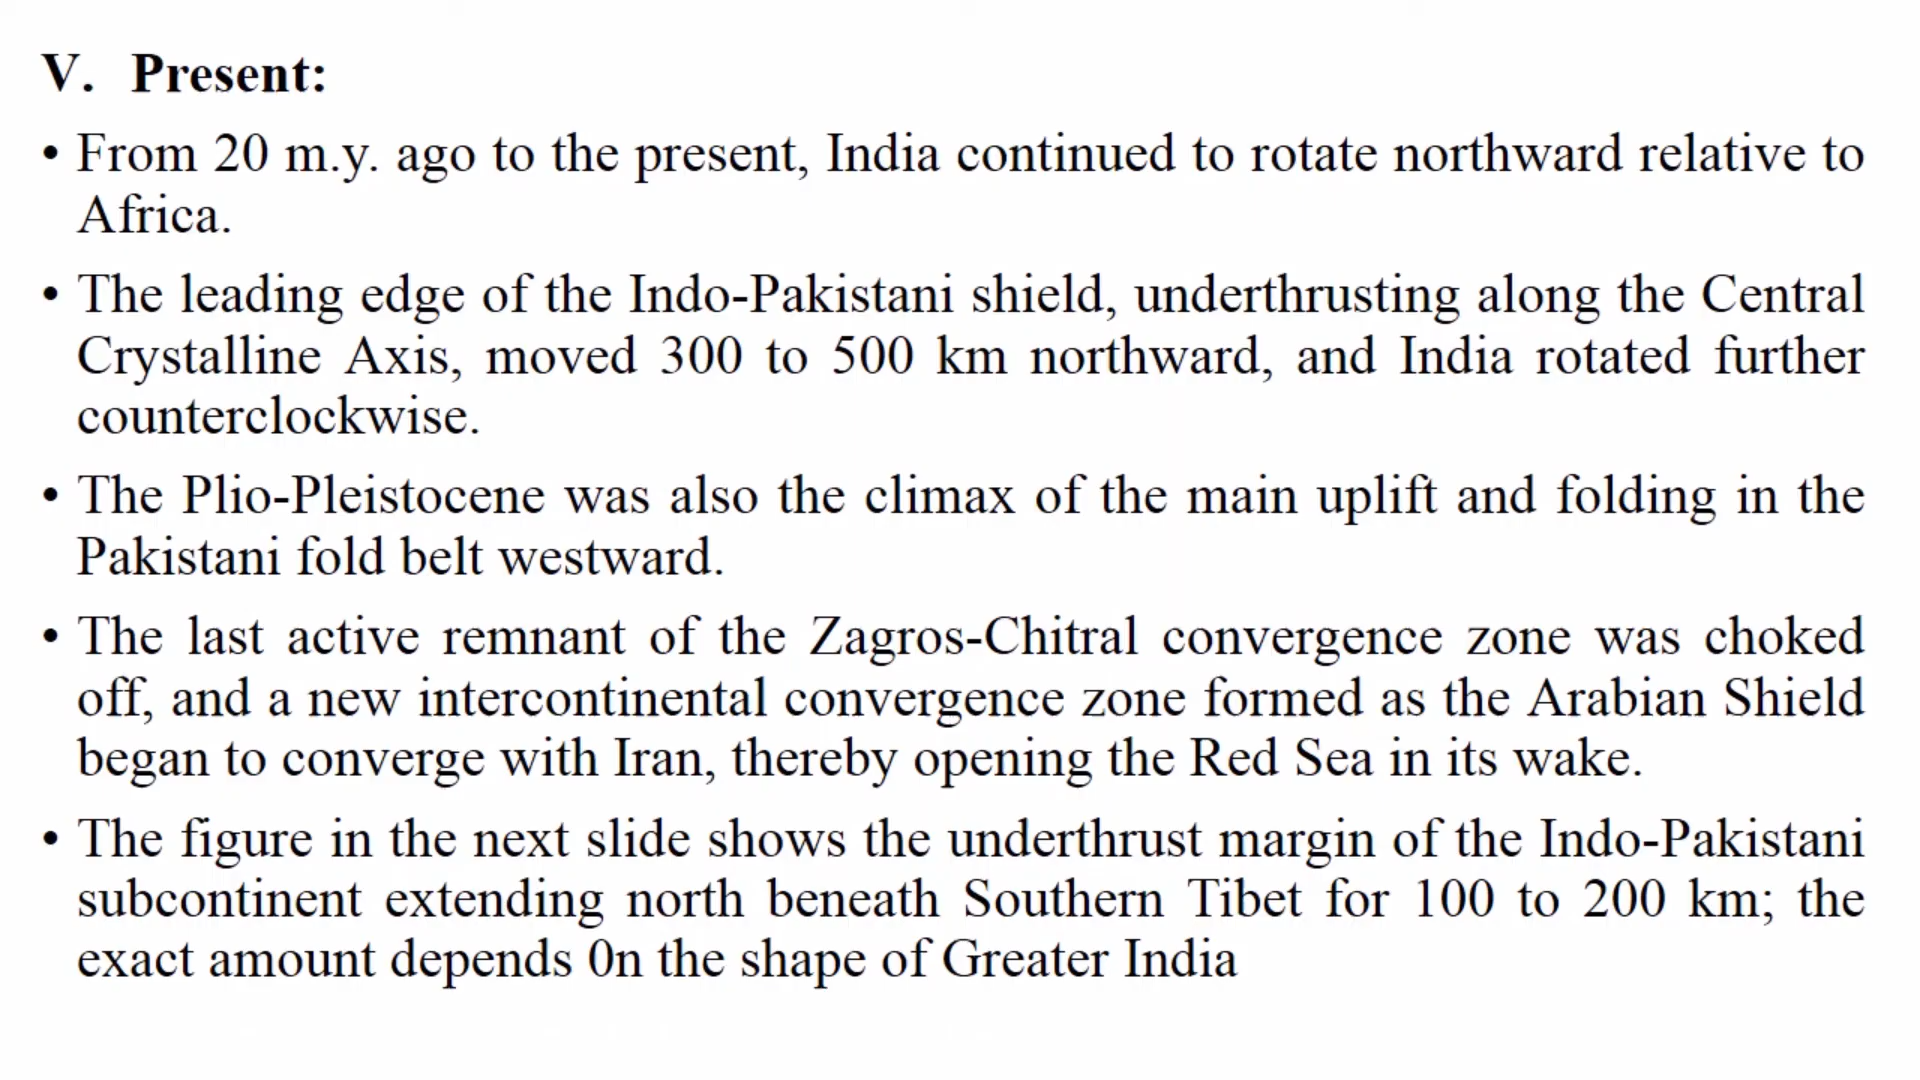 V. Present:
• From 20 m.y. ago to the present, India continued to rotate northward relative to
Africa.
• The leading edge of the Indo-Pakistani shield, underthrusting along the Central
Crystalline Axis, moved 300 to 500 km northward, and India rotated further
counterclockwise.
• The Plio-Pleistocene was also the climax of the main uplift and folding in the
Pakistani fold belt westward.
• The last active remnant of the Zagros-Chitral convergence zone was choked
off, and a new intercontinental convergence zone formed as the Arabian Shield
began to converge with Iran, thereby opening the Red Sea in its wake.
• The figure in the next slide shows the underthrust margin of the Indo-Pakistani
subcontinent extending north beneath Southern Tibet for 100 to 200 km; the
exact amount depends 0n the shape of Greater India